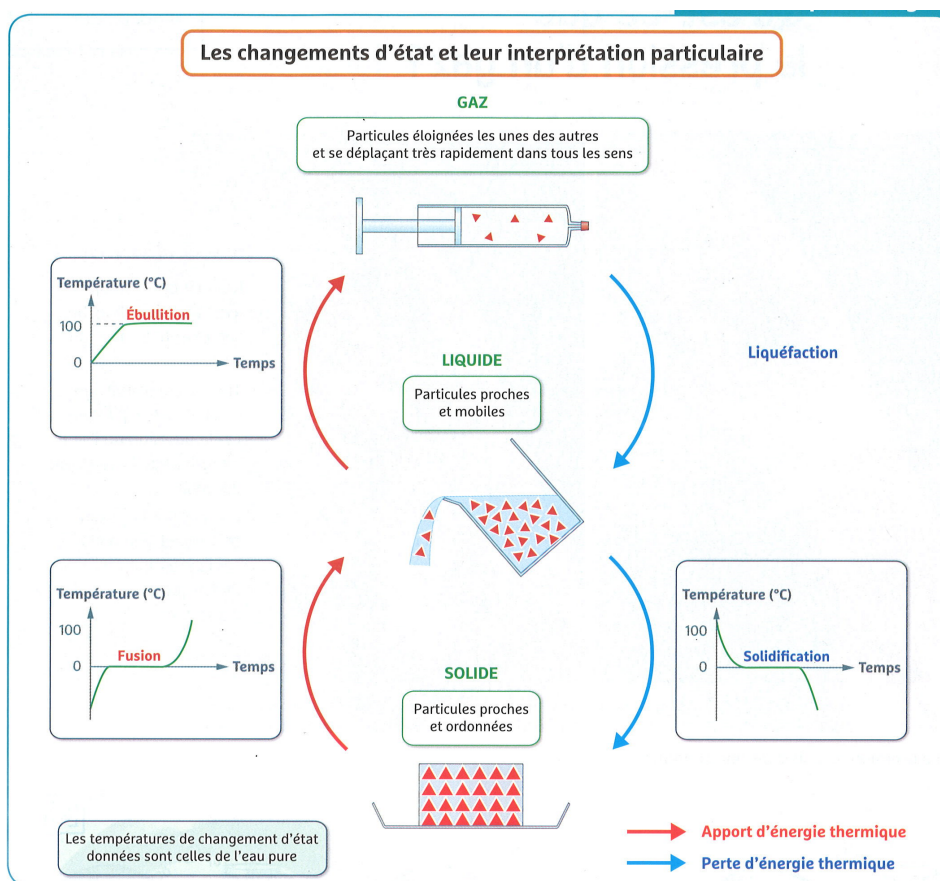 Les changements d'état et leur interprétation particulaire
GAZ
Particules éloignées les unes des autres
et se déplaçant très rapidement dans tous les sens
Température (°C)
Ébullition
100
0
Temps
LIQUIDE
Particules proches
et mobiles
Liquéfaction
Température (°C)
100
Fusion
0
Temps
SOLIDE
Particules proches
et ordonnées
Température (°C)
100
Solidification
0
Temps
Les températures de changement d'état
données sont celles de l'eau pure
Apport d'énergie thermique
Perte d'énergie thermique